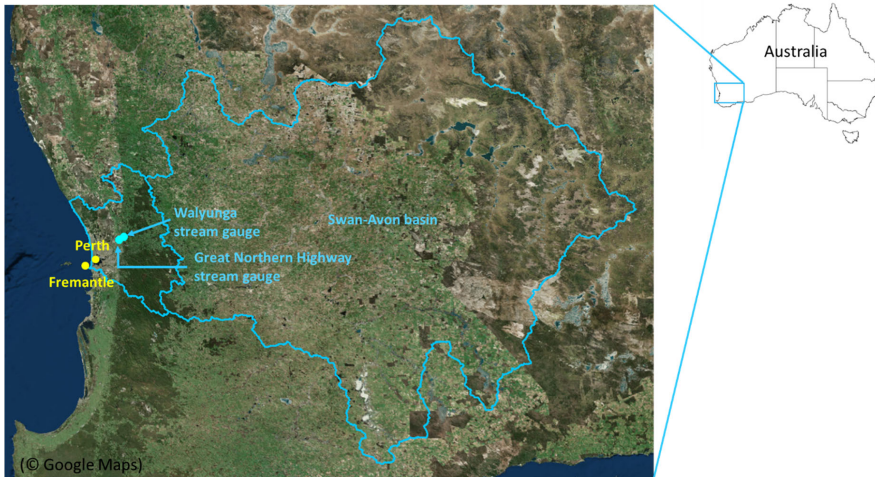 Australia
Walyunga
stream gauge
Swan-Avon basin
Perth
Great Northern Highway
stream gauge
Fremantle
(© Google Maps)